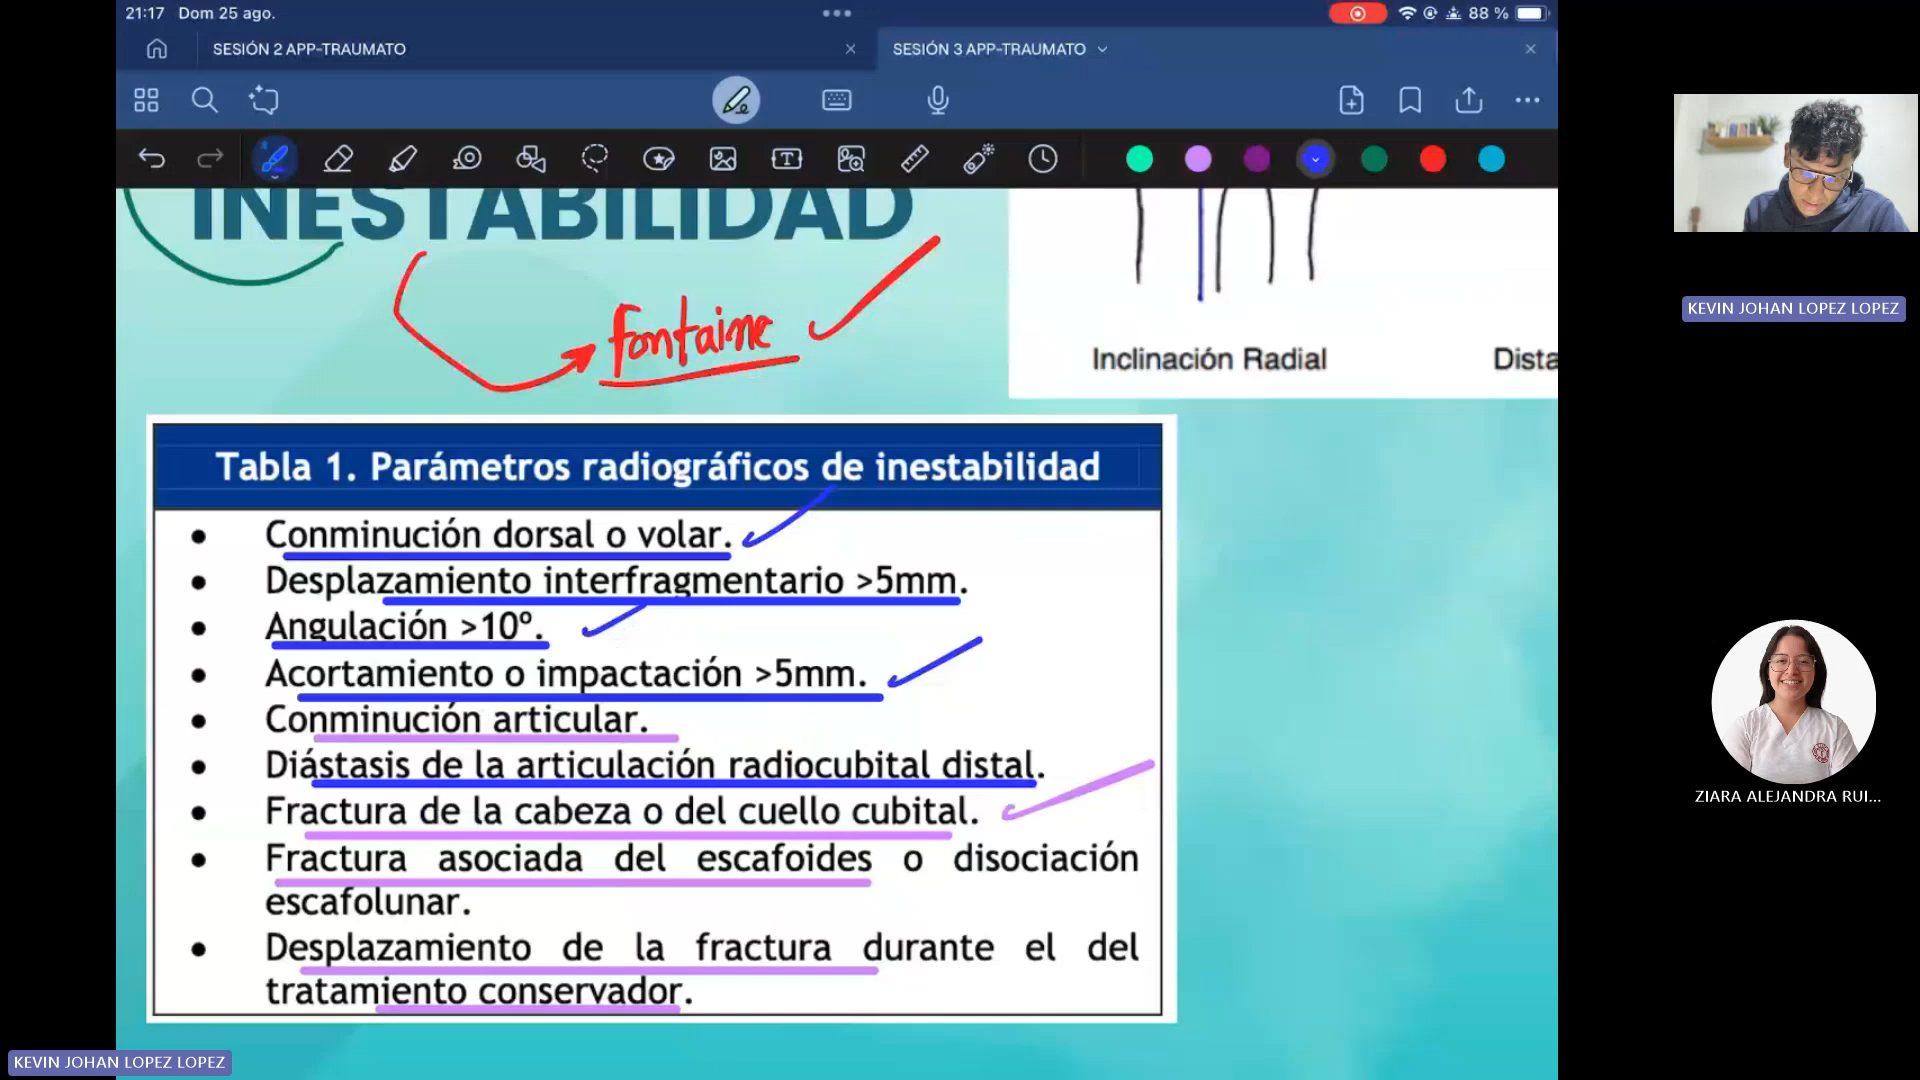 21:17 Dom 25 ago.
88 %
SESIÓN 2 APP-TRAUMATO
SESIÓN 3 APP-TRAUMATO
INESTABILIDAD
Fontaine
Inclinación Radial
Dista
Tabla 1. Parámetros radiográficos de inestabilidad
• Conminución dorsal o volar.
• Desplazamiento interfragmentario >5mm.
• Angulación >10º.
• Acortamiento o impactación >5mm.
• Conminución articular.
• Diástasis de la articulación radiocubital distal.
• Fractura de la cabeza o del cuello cubital.
• Fractura asociada del escafoides o disociación
escafolunar.
• Desplazamiento de la fractura durante el del
tratamiento conservador.
KEVIN JOHAN LOPEZ LOPEZ
KEVIN JOHAN LOPEZ LOPEZ
ZIARA ALEJANDRA RUI...